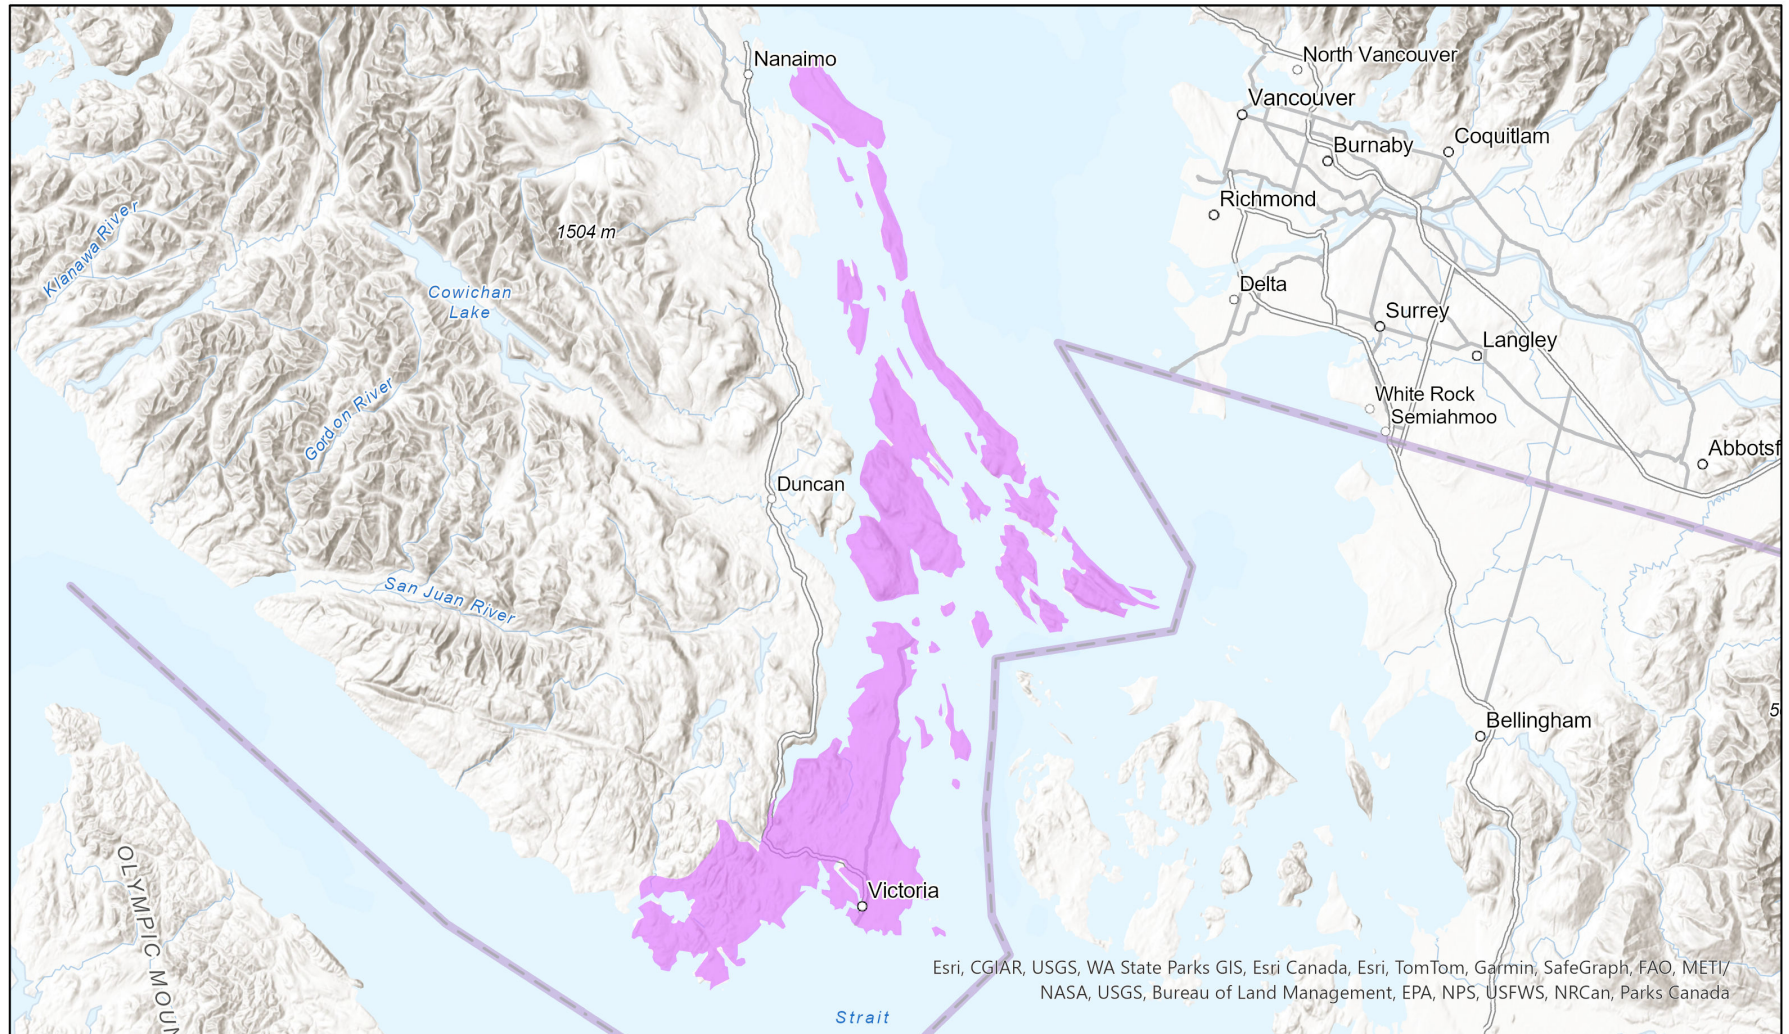 Nanaimo
North Vancouver
Vancouver
Coquitlam
Burnaby
Richmond
Klanawa River
1504 m
Delta
Cowichan
Lake
Surrey
Langley
White Rock
Semiahmoo
Gordon River
Abbotsf
Duncan
San Juan River
5
Bellingham
OLYMPIC MOUN
Victoria
Esri, CGIAR, USGS, WA State Parks GIS, Esri Canada, Esri, TomTom, Garmin, SafeGraph, FAO, METI/
NASA, USGS, Bureau of Land Management, EPA, NPS, USFWS, NRCan, Parks Canada
Strait